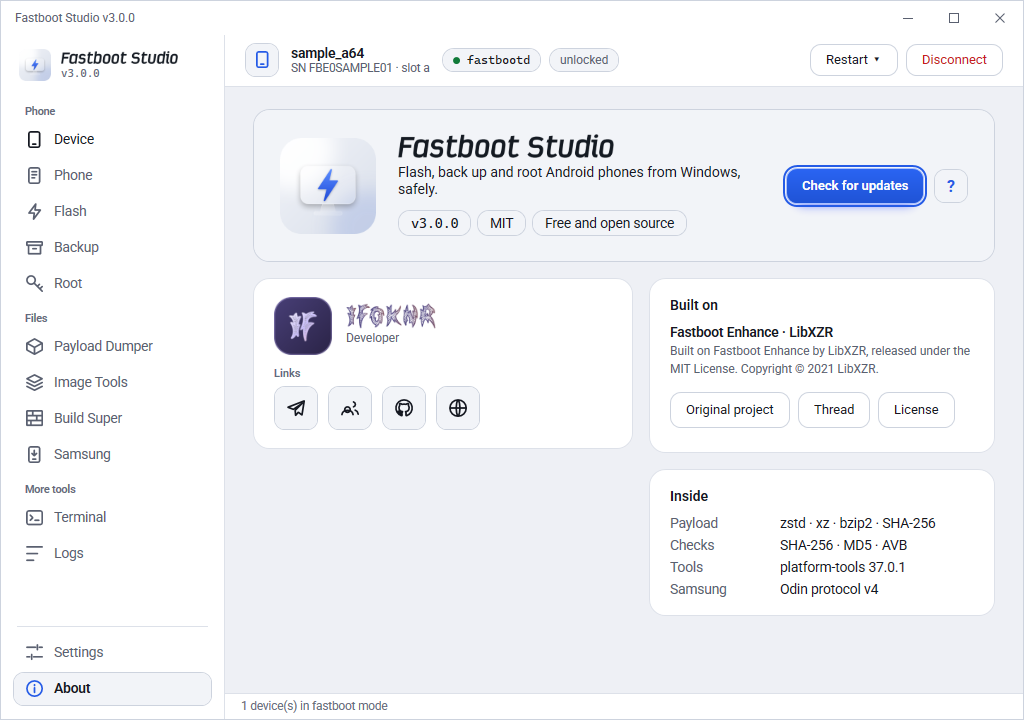 Fastboot Studio v3.0.0
Fastboot Studio
v3.0.0
Phone
Device
Phone
Flash
Backup
Root
Files
Payload Dumper
Image Tools
Build Super
Samsung
More tools
Terminal
Logs
Settings
About
sample_a64
SN FBE0SAMPLE01 · slot a
fastbootd
unlocked
Restart
Disconnect
Fastboot Studio
Flash, back up and root Android phones from Windows,
safely.
v3.0.0
MIT
Free and open source
Check for updates
?
IF
IFOKNR
Developer
Links
Built on
Fastboot Enhance · LibXZR
Built on Fastboot Enhance by LibXZR, released under the
MIT License. Copyright © 2021 LibXZR.
Original project
Thread
License
Inside
Payload zstd · xz · bzip2 · SHA-256
Checks SHA-256 · MD5 · AVB
Tools platform-tools 37.0.1
Samsung Odin protocol v4
1 device(s) in fastboot mode